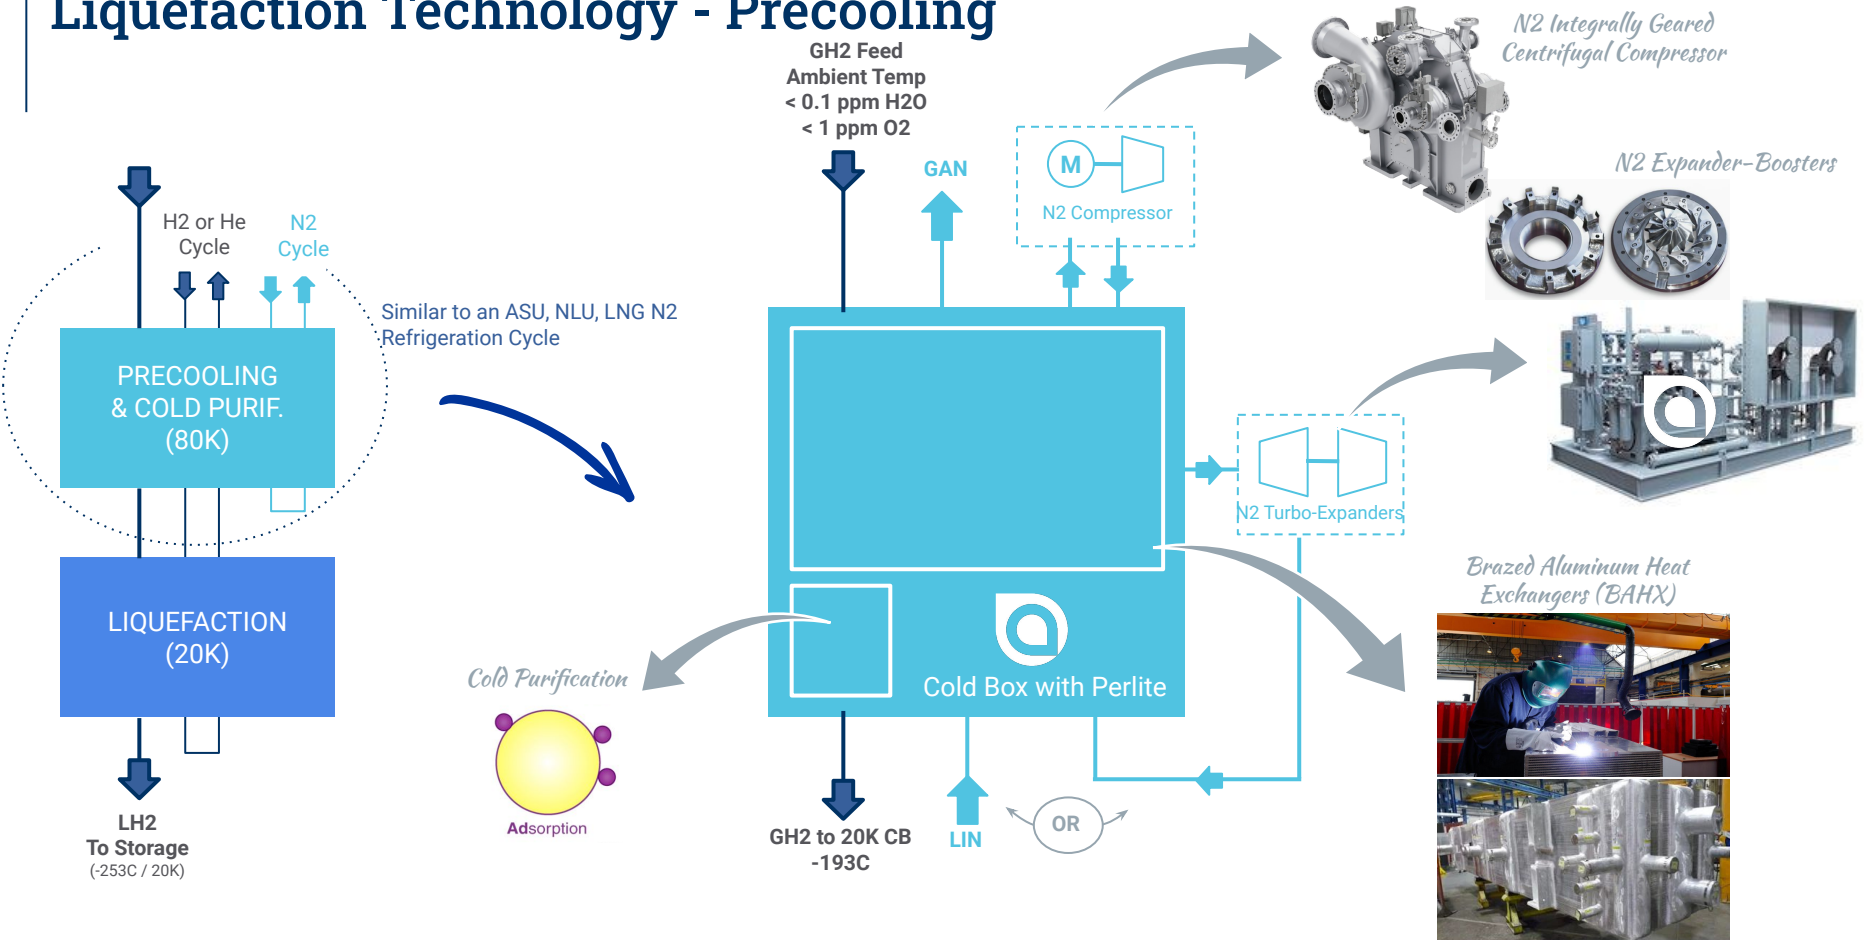 Liquefaction Technology - Precooling
GH2 Feed
Ambient Temp
< 0.1 ppm H2O
< 1 ppm O2
N2 Integrally Geared
Centrifugal Compressor
GAN
M
N2 Compressor
N2 Expander-Boosters
H2 or He
Cycle
N2
Cycle
Similar to an ASU, NLU, LNG N2
Refrigeration Cycle
PRECOOLING
& COLD PURIF.
(80K)
N2 Turbo-Expanders
Brazed Aluminum Heat
Exchangers (BAHX)
LIQUEFACTION
(20K)
Cold Purification
Cold Box with Perlite
Adsorption
LH2
To Storage
(-253C / 20K)
GH2 to 20K CB
-193C
LIN
OR